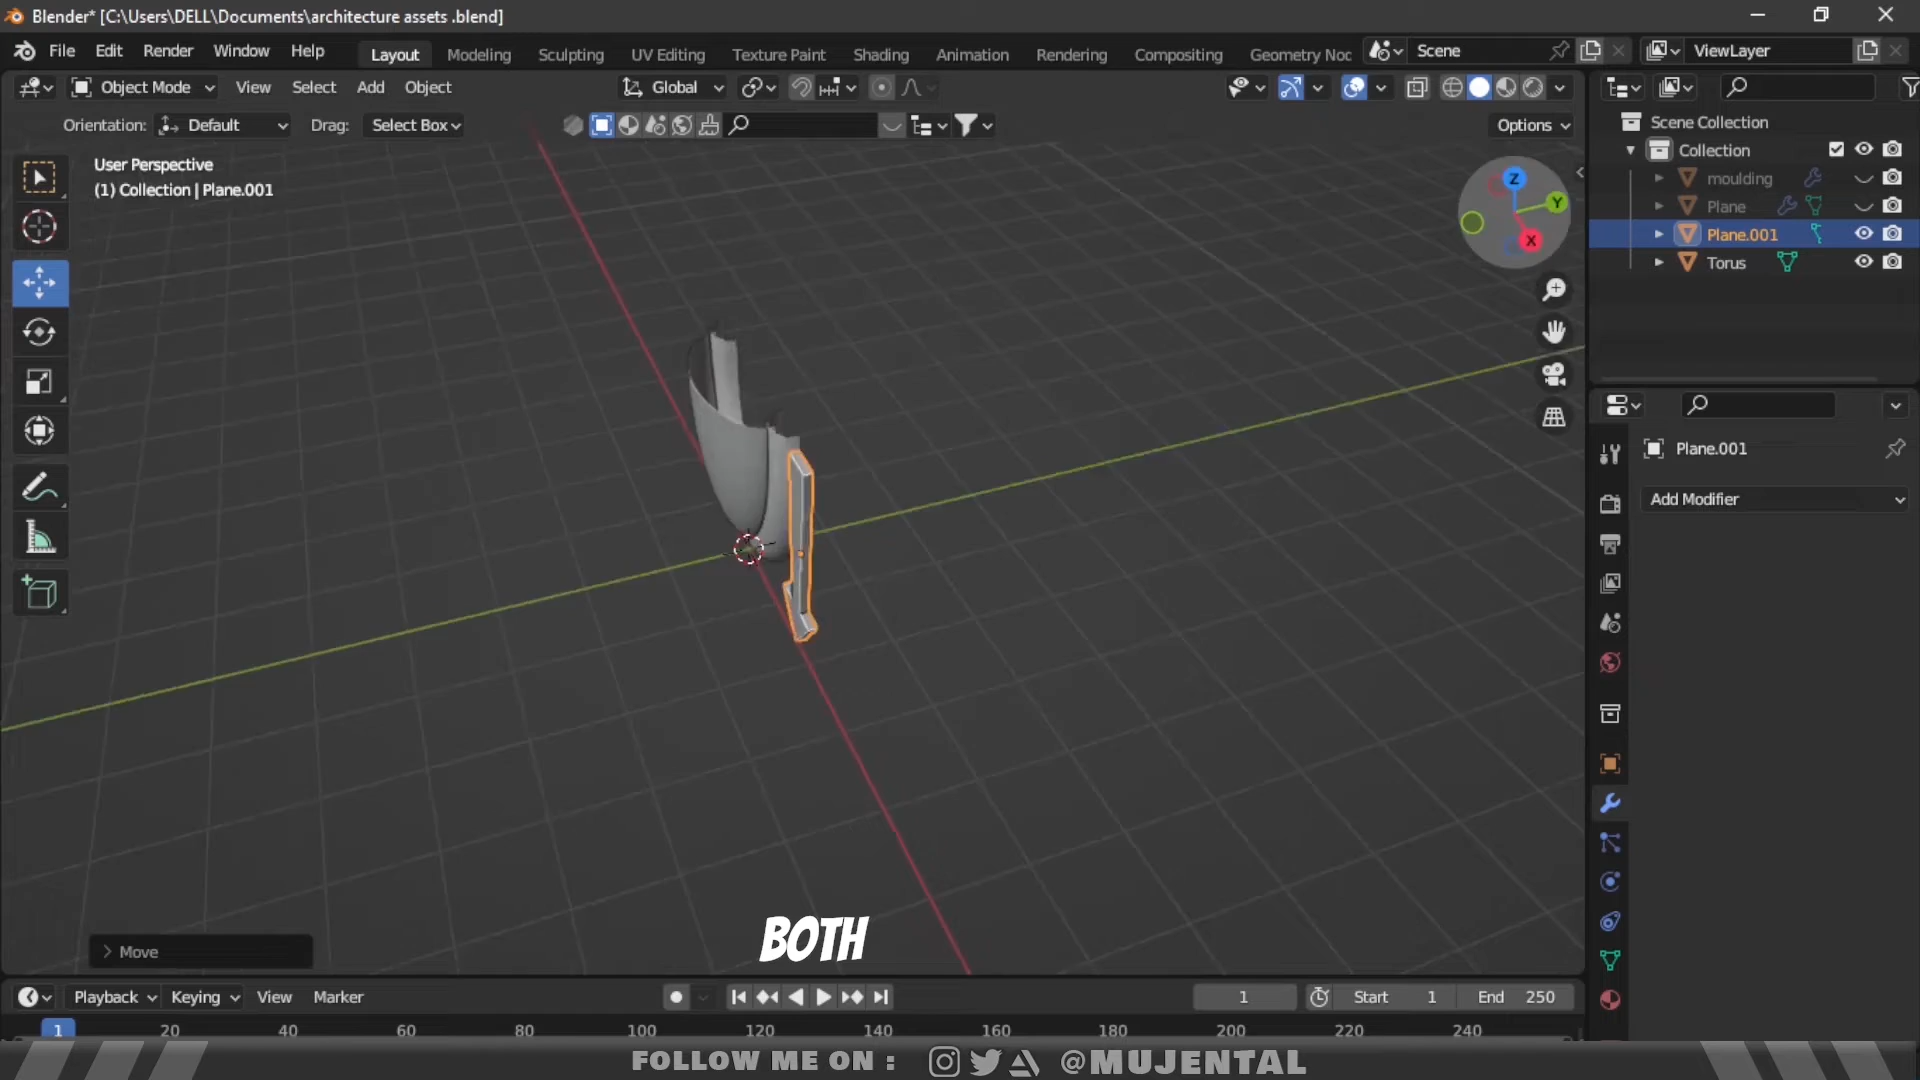 Blender* [C:\Users\DELL\Documents\architecture assets .blend]
File Edit Render Window Help Layout Modeling Sculpting UV Editing Texture Paint Shading Animation Rendering Compositing Geometry Noc Scene ViewLayer
Object Mode View Select Add Object Global
Orientation: Default Drag: Select Box Options
User Perspective
(1) Collection | Plane.001
Z
Y
X
Scene Collection
Collection
moulding
Plane
Plane.001
Torus
Plane.001
Add Modifier
BOTH
Move
Playback Keying View Marker 1 Start 1 End 250
1 20 40 60 80 100 120 140 160 180 200 220 240
FOLLOW ME ON : @MUJENTAL